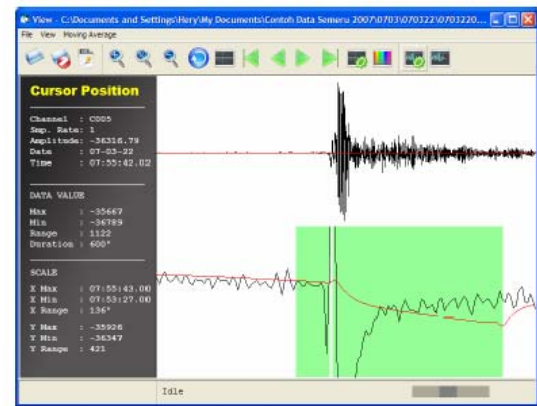 View - C:\Documents and Settings\Hery\My Documents\Contoh Data Semeru 2007\0703\070322\0703220...
File View Moving Average
Cursor Position
Channel : CD05
Smp. Rate: 1
Amplitude: -36316.79
Date : 07-03-22
Time : 07:55:42.02
DATA VALUE
Max : -35667
Min : -36789
Range : 1122
Duration : 600"
SCALE
X Max : 07:55:43.00
X Min : 07:53:27.00
X Range : 136"
Y Max : -35926
Y Min : -36347
Y Range : 421
Idle